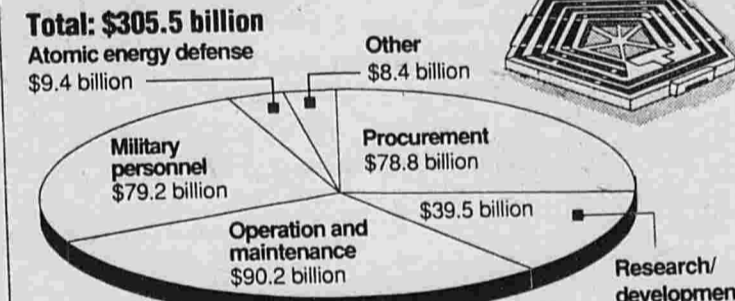 Total: $305.5 billion
Atomic energy defense
$9.4 billion
Other
$8.4 billion
Military
personnel
$79.2 billion
Procurement
$78.8 billion
$39.5 billion
Operation and
maintenance
$90.2 billion
Research/
developmen